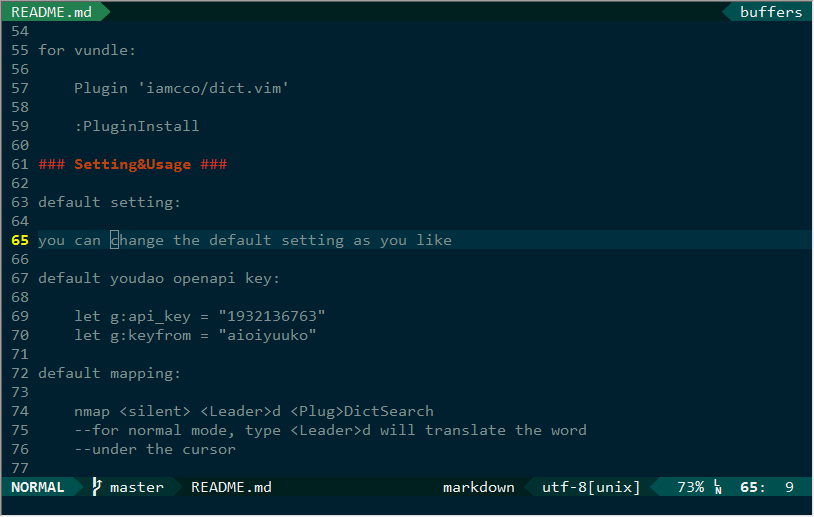 README.md buffers
54
55 for vundle:
56
57     Plugin 'iamcco/dict.vim'
58
59     :PluginInstall
60
61 ### Setting&Usage ###
62
63 default setting:
64
65 you can change the default setting as you like
66
67 default youdao openapi key:
68
69     let g:api_key = "1932136763"
70     let g:keyfrom = "aioiyuuko"
71
72 default mapping:
73
74     nmap <silent> <Leader>d <Plug>DictSearch
75     --for normal mode, type <Leader>d will translate the word
76     --under the cursor
77
NORMAL master README.md markdown utf-8[unix] 73% LN 65: 9